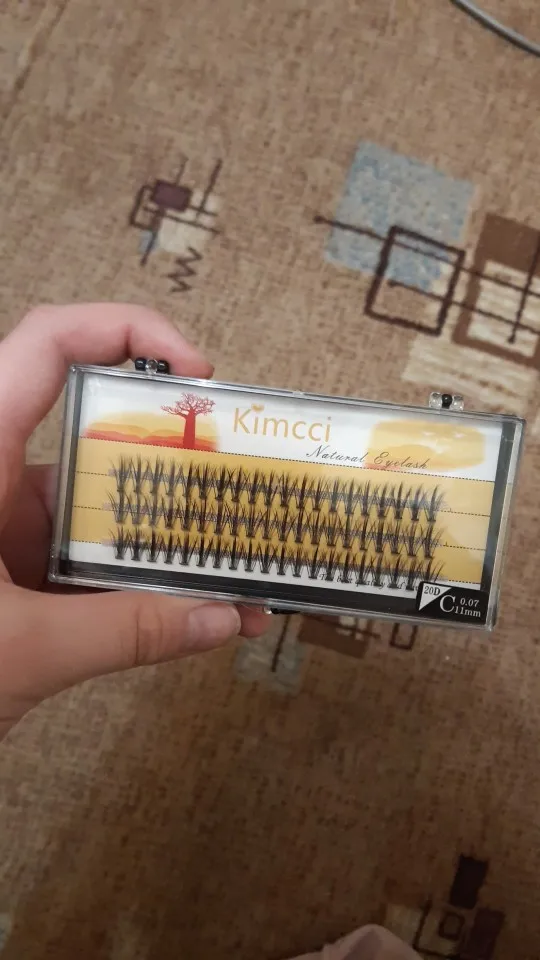 Kimcci
Natural Eyelash
20D
C
0.07
11mm